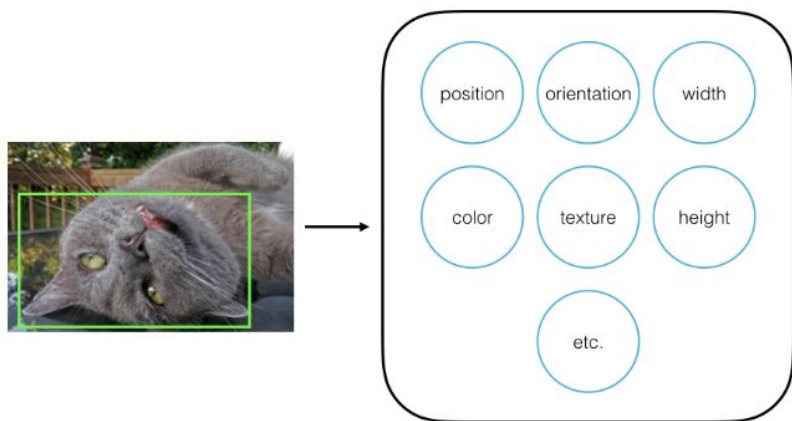 position orientation width
color texture height
etc.